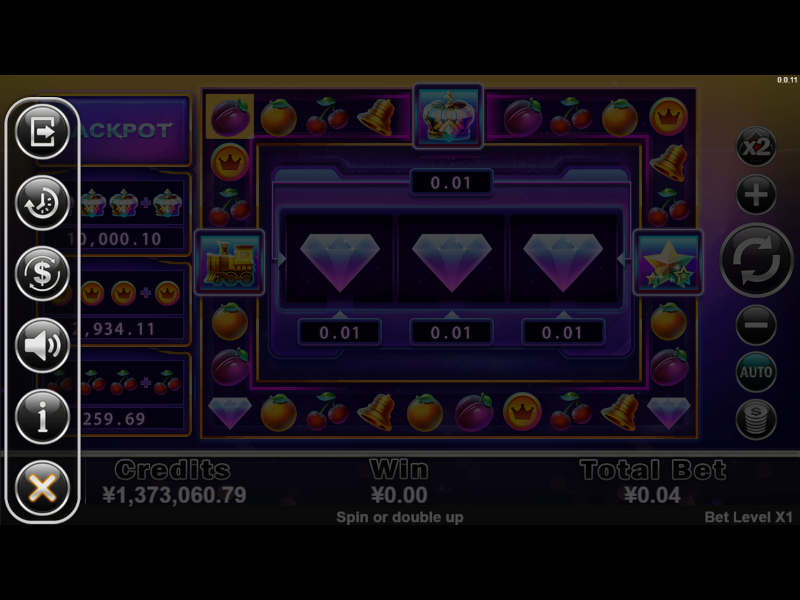 0.0.11
ACKPOT
x2
0.01
0,000.10
2,934.11
0.01
0.01
0.01
AUTO
259.69
Credits
Win
Total Bet
¥1,373,060.79
¥0.00
¥0.04
Spin or double up
Bet Level X1